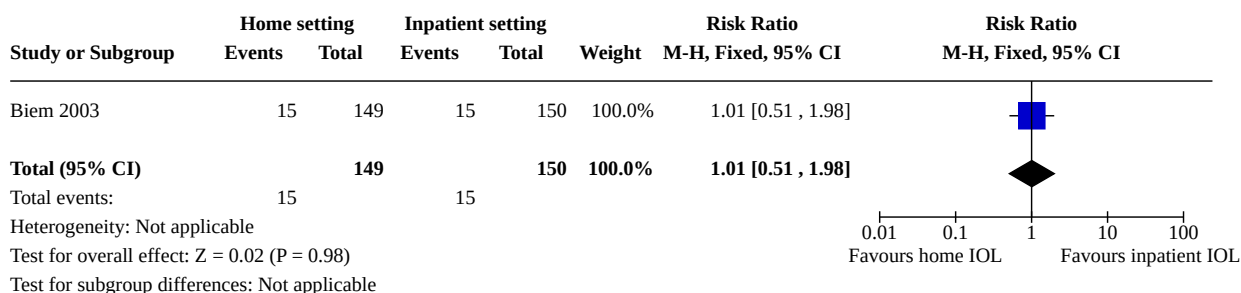 Home setting Inpatient setting Risk Ratio Risk Ratio
Study or Subgroup Events Total Events Total Weight M-H, Fixed, 95% CI M-H, Fixed, 95% CI
Biem 2003 15 149 15 150 100.0% 1.01 [0.51 , 1.98]
Total (95% CI) 149 150 100.0% 1.01 [0.51 , 1.98]
Total events: 15 15
Heterogeneity: Not applicable
0.01 0.1 1 10 100
Test for overall effect: Z = 0.02 (P = 0.98) Favours home IOL Favours inpatient IOL
Test for subgroup differences: Not applicable